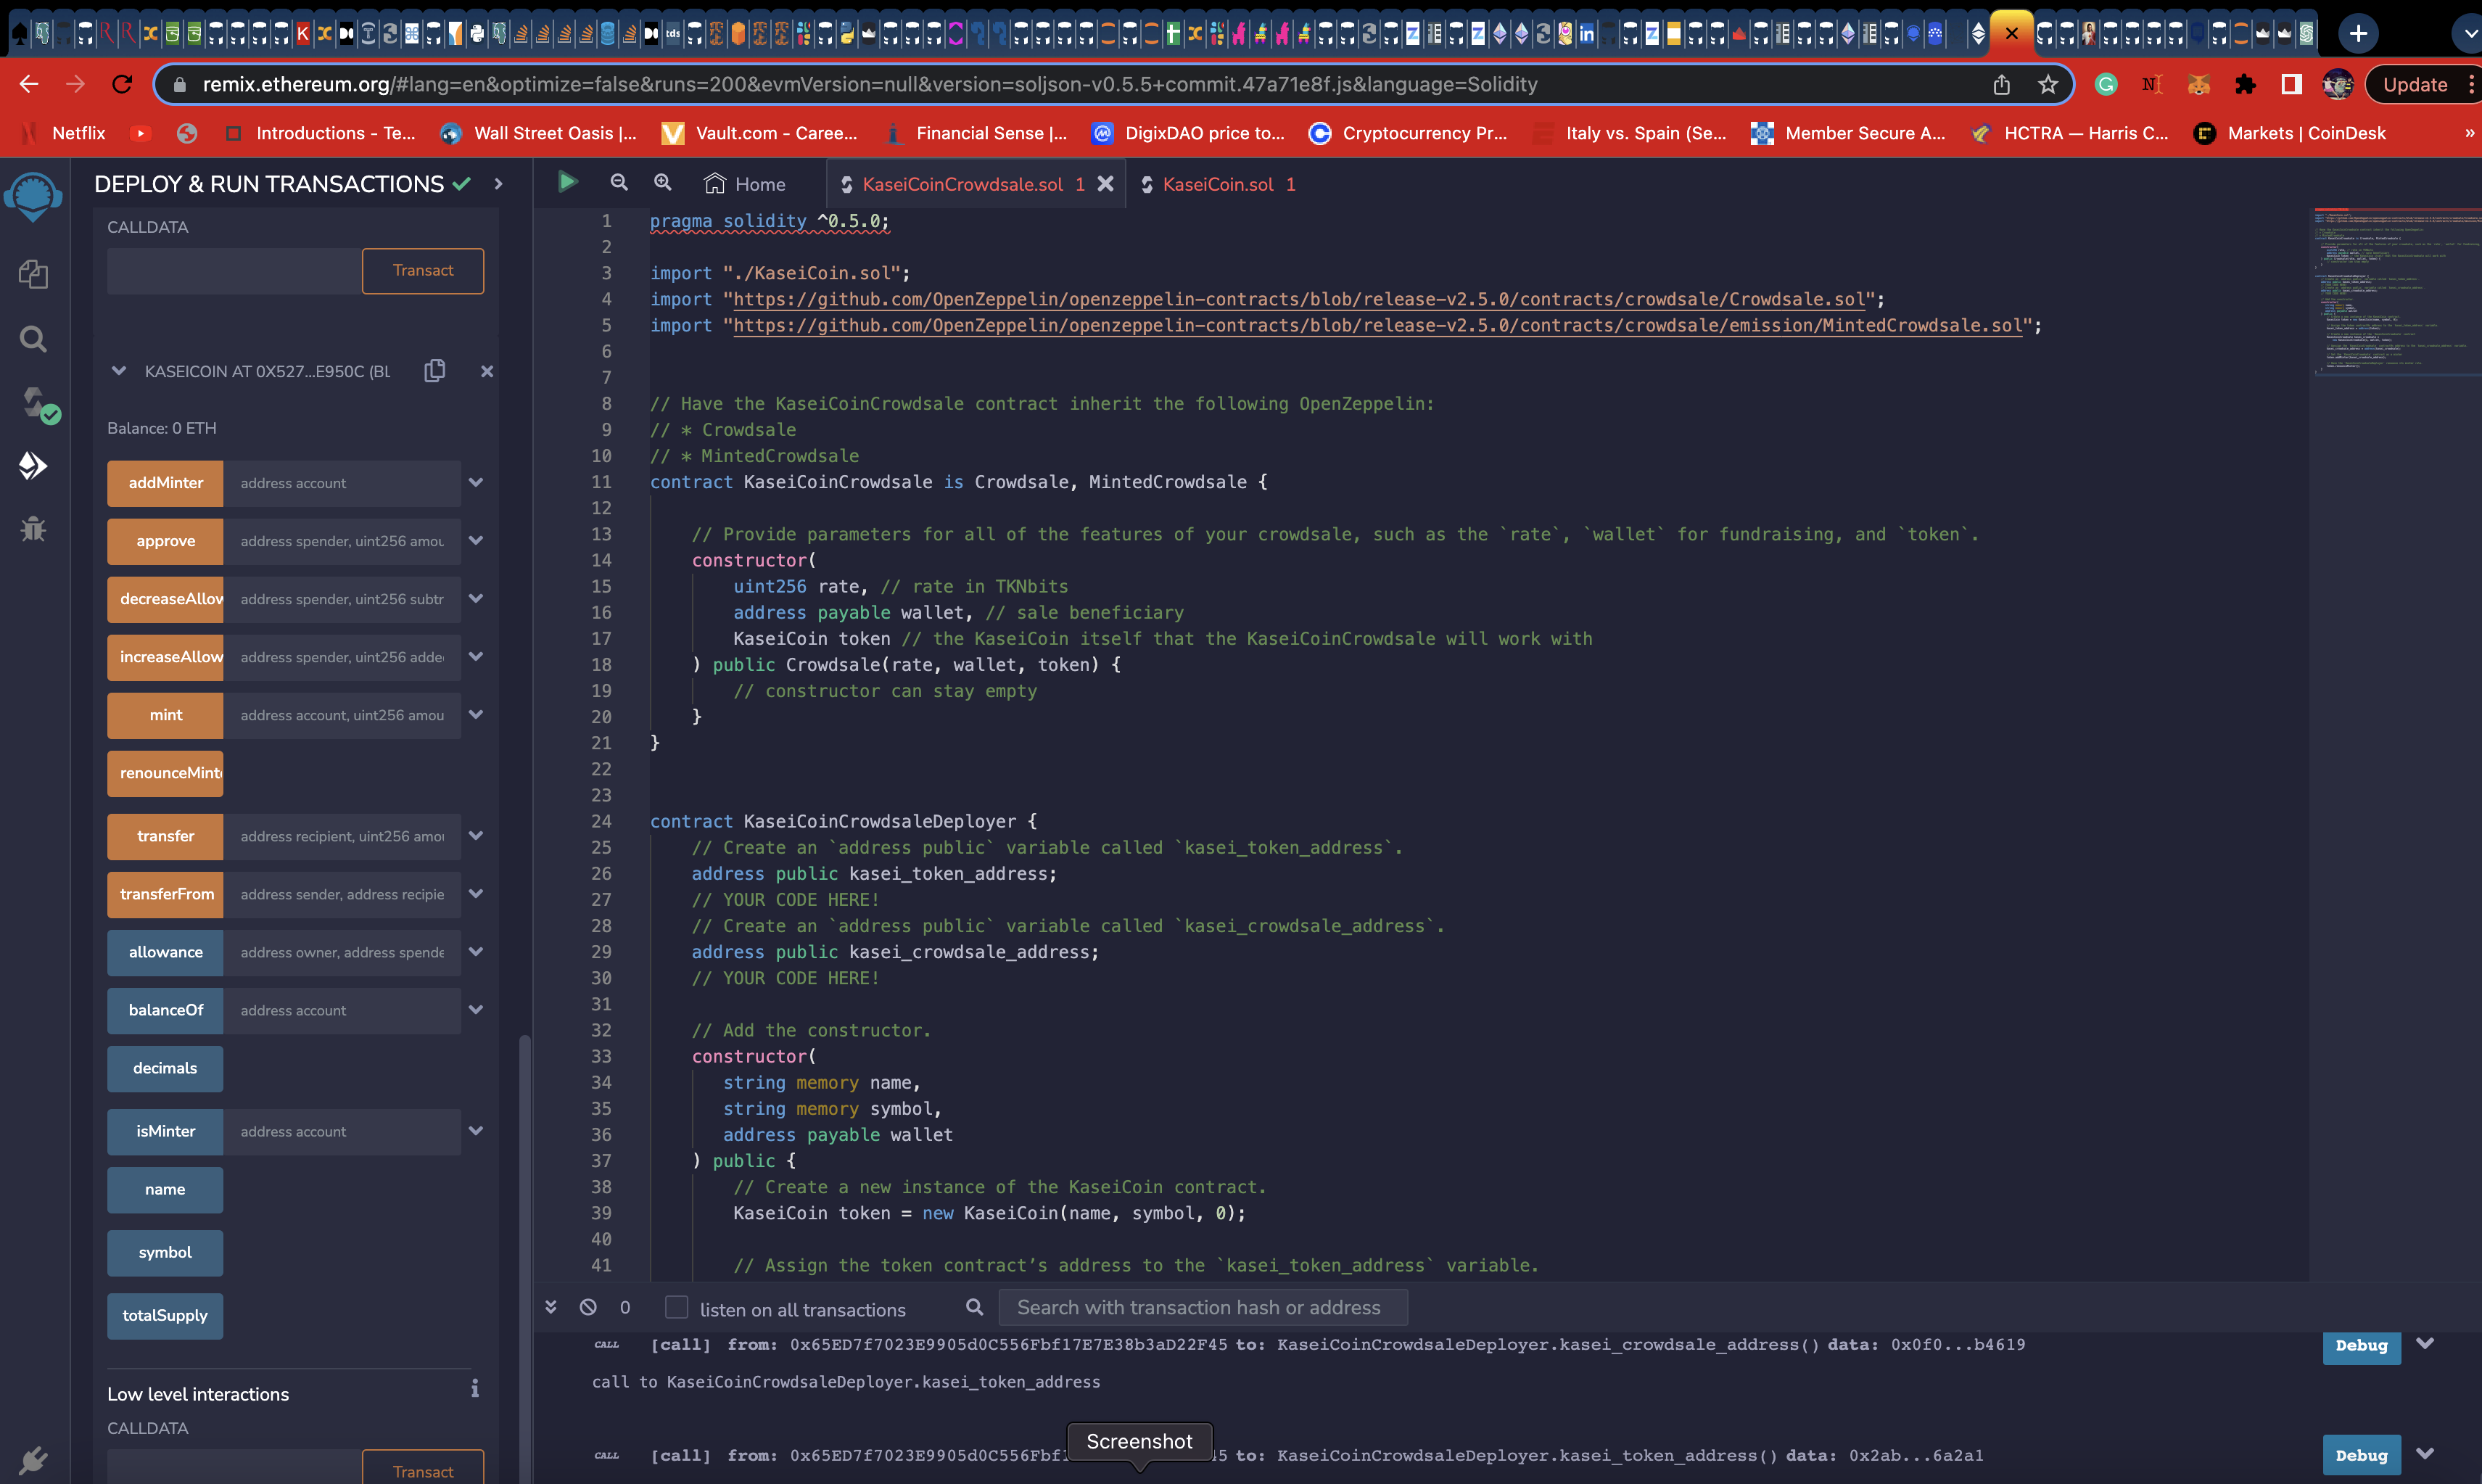 tds
remix.ethereum.org/#lang=en&optimize=false&runs=200&evmVersion=null&version=soljson-v0.5.5+commit.47a71e8f.js&language=Solidity
Update
Netflix
Introductions - Te...
Wall Street Oasis |...
Vault.com - Caree...
Financial Sense |...
DigixDAO price to...
Cryptocurrency Pr...
Italy vs. Spain (Se...
Member Secure A...
HCTRA — Harris C...
Markets | CoinDesk
»
DEPLOY & RUN TRANSACTIONS
CALLDATA
Transact
KASEICOIN AT 0X527...E950C (BL
Balance: 0 ETH
addMinter address account
approve address spender, uint256 amou
decreaseAllow address spender, uint256 subtr
increaseAllow address spender, uint256 adde
mint address account, uint256 amou
renounceMint
transfer address recipient, uint256 amou
transferFrom address sender, address recipie
allowance address owner, address spende
balanceOf address account
decimals
isMinter address account
name
symbol
totalSupply
Low level interactions
CALLDATA
Transact
Home
KaseiCoinCrowdsale.sol 1
KaseiCoin.sol 1
1 pragma solidity ^0.5.0;
2
3 import "./KaseiCoin.sol";
4 import "https://github.com/OpenZeppelin/openzeppelin-contracts/blob/release-v2.5.0/contracts/crowdsale/Crowdsale.sol";
5 import "https://github.com/OpenZeppelin/openzeppelin-contracts/blob/release-v2.5.0/contracts/crowdsale/emission/MintedCrowdsale.sol";
6
7
8 // Have the KaseiCoinCrowdsale contract inherit the following OpenZeppelin:
9 // * Crowdsale
10 // * MintedCrowdsale
11 contract KaseiCoinCrowdsale is Crowdsale, MintedCrowdsale {
12
13 // Provide parameters for all of the features of your crowdsale, such as the `rate`, `wallet` for fundraising, and `token`.
14 constructor(
15 uint256 rate, // rate in TKNbits
16 address payable wallet, // sale beneficiary
17 KaseiCoin token // the KaseiCoin itself that the KaseiCoinCrowdsale will work with
18 ) public Crowdsale(rate, wallet, token) {
19 // constructor can stay empty
20 }
21 }
22
23
24 contract KaseiCoinCrowdsaleDeployer {
25 // Create an `address public` variable called `kasei_token_address`.
26 address public kasei_token_address;
27 // YOUR CODE HERE!
28 // Create an `address public` variable called `kasei_crowdsale_address`.
29 address public kasei_crowdsale_address;
30 // YOUR CODE HERE!
31
32 // Add the constructor.
33 constructor(
34 string memory name,
35 string memory symbol,
36 address payable wallet
37 ) public {
38 // Create a new instance of the KaseiCoin contract.
39 KaseiCoin token = new KaseiCoin(name, symbol, 0);
40
41 // Assign the token contract’s address to the `kasei_token_address` variable.
0
listen on all transactions
Search with transaction hash or address
CALL [call] from: 0x65ED7f7023E9905d0C556Fbf17E7E38b3aD22F45 to: KaseiCoinCrowdsaleDeployer.kasei_crowdsale_address() data: 0x0f0...b4619
Debug
call to KaseiCoinCrowdsaleDeployer.kasei_token_address
Screenshot
CALL [call] from: 0x65ED7f7023E9905d0C556Fbf 45 to: KaseiCoinCrowdsaleDeployer.kasei_token_address() data: 0x2ab...6a2a1
Debug